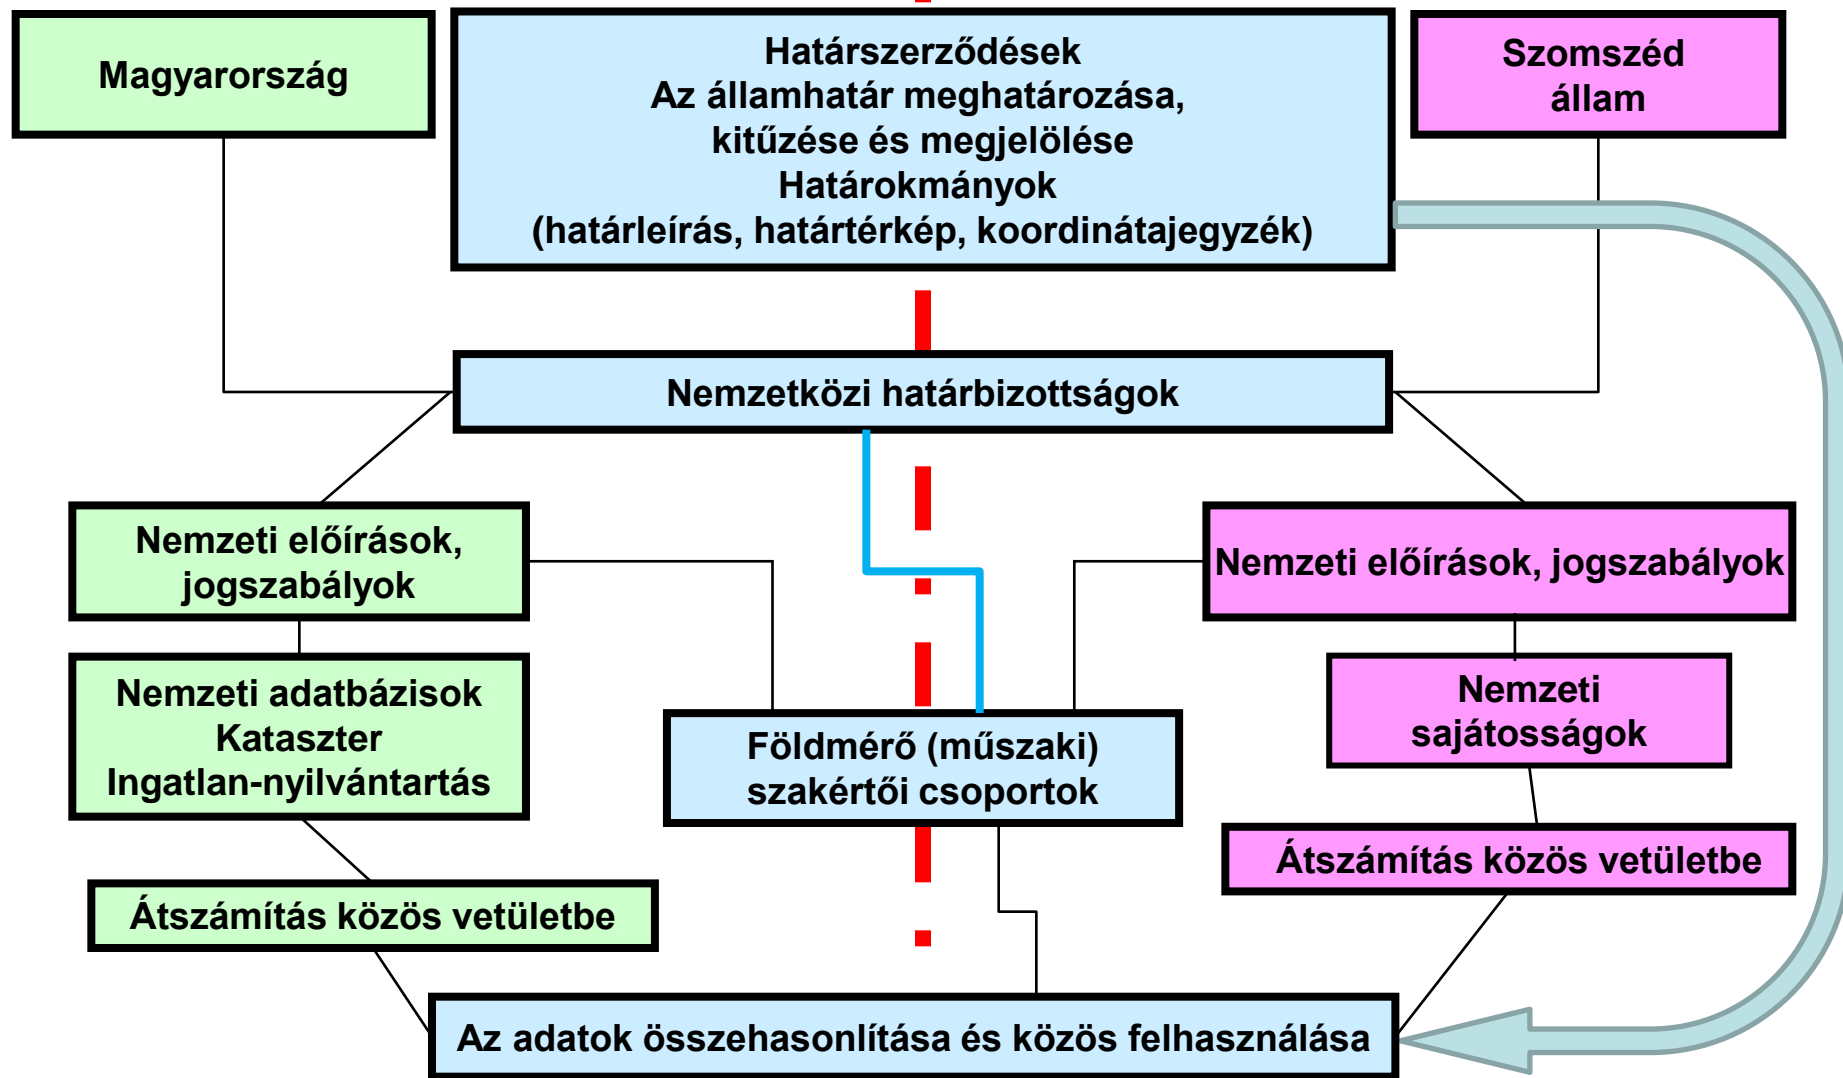 Magyarország
Határszerződések
Az államhatár meghatározása,
kitűzése és megjelölése
Határokmányok
(határleírás, határtérkép, koordinátajegyzék)
Szomszéd
állam
Nemzetközi határbizottságok
Nemzeti előírások,
jogszabályok
Nemzeti előírások, jogszabályok
Nemzeti adatbázisok
Kataszter
Ingatlan-nyilvántartás
Földmérő (műszaki)
szakértői csoportok
Nemzeti
sajátosságok
Átszámítás közös vetületbe
Átszámítás közös vetületbe
Az adatok összehasonlítása és közös felhasználása